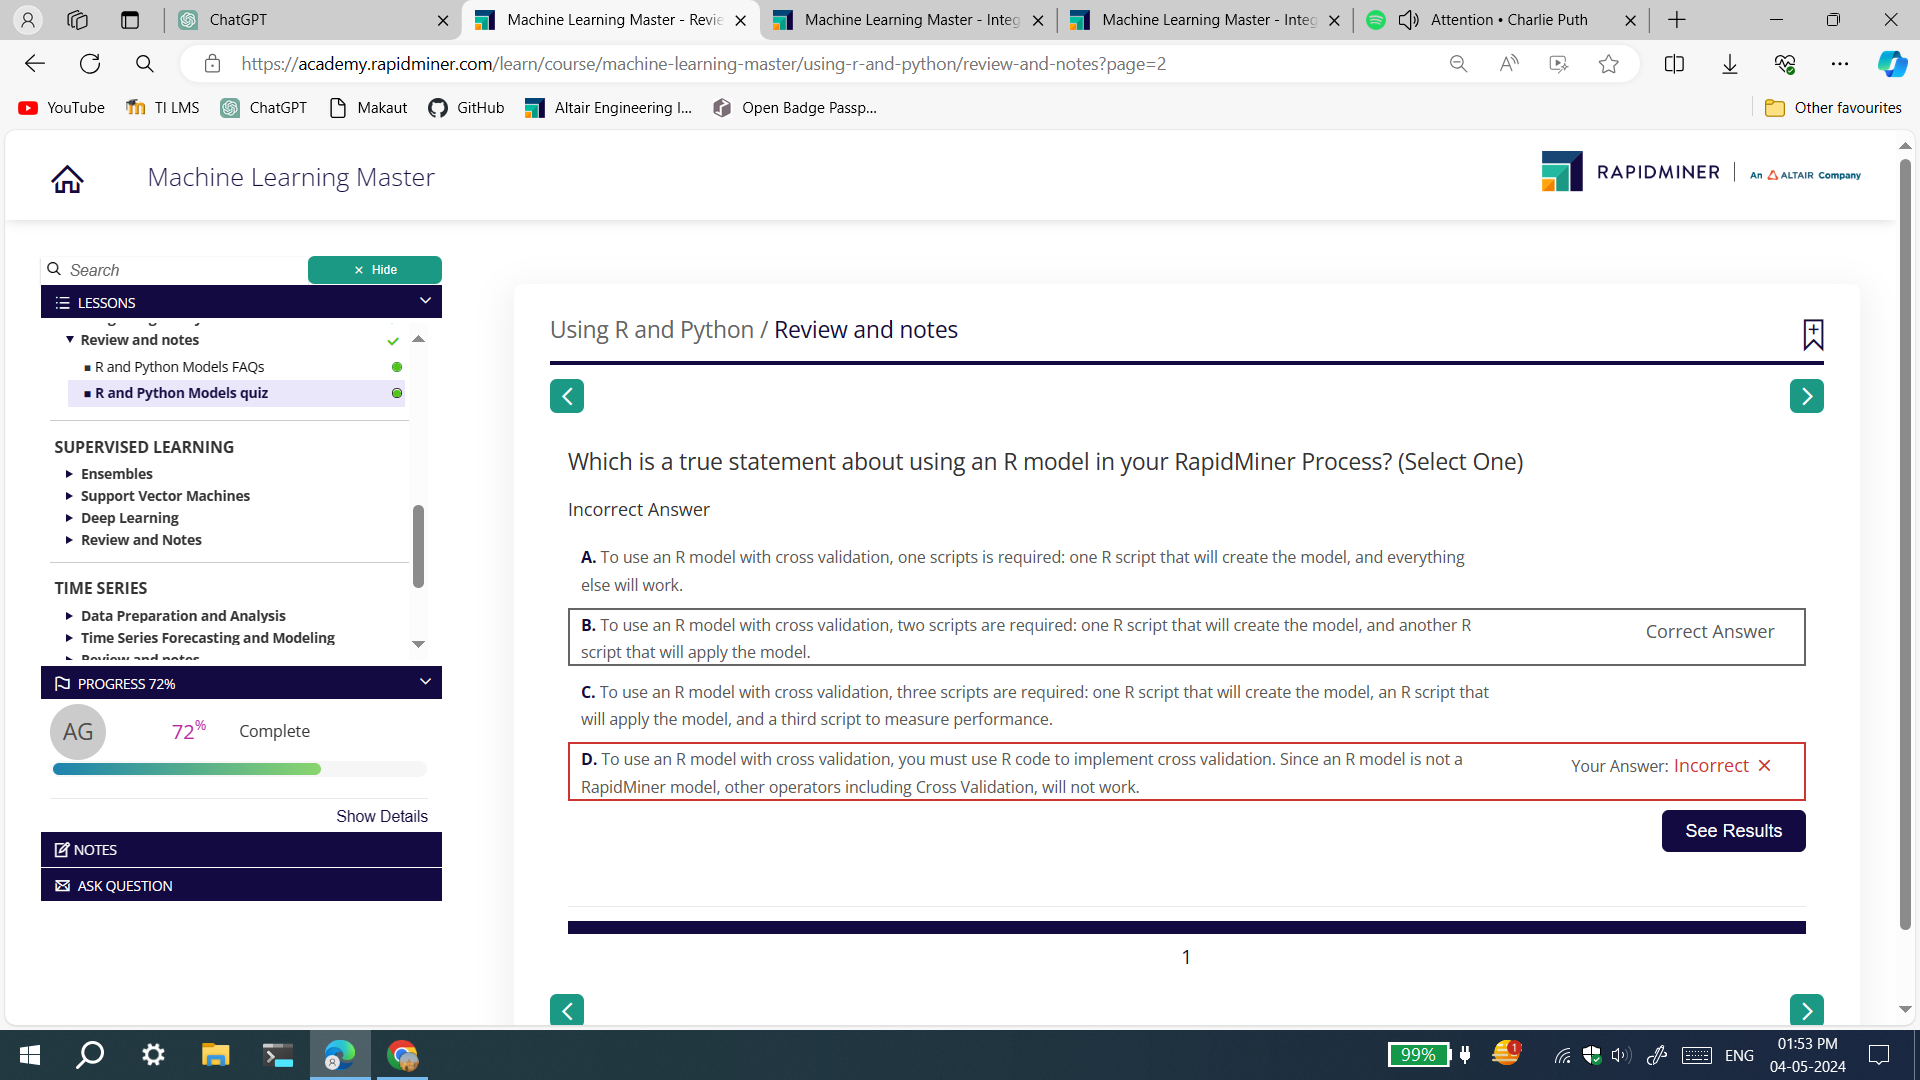 ChatGPT
Machine Learning Master - Revie
Machine Learning Master - Integ
Machine Learning Master - Integ
Attention • Charlie Puth
https://academy.rapidminer.com/learn/course/machine-learning-master/using-r-and-python/review-and-notes?page=2
YouTube
TI LMS
ChatGPT
Makaut
GitHub
Altair Engineering I...
Open Badge Passp...
Other favourites
Machine Learning Master
RAPIDMINER
An ALTAIR Company
Search
× Hide
LESSONS
Review and notes
R and Python Models FAQs
R and Python Models quiz
SUPERVISED LEARNING
Ensembles
Support Vector Machines
Deep Learning
Review and Notes
TIME SERIES
Data Preparation and Analysis
Time Series Forecasting and Modeling
Review and notes
PROGRESS 72%
AG
72%
Complete
Show Details
NOTES
ASK QUESTION
Using R and Python / Review and notes
Which is a true statement about using an R model in your RapidMiner Process? (Select One)
Incorrect Answer
A. To use an R model with cross validation, one scripts is required: one R script that will create the model, and everything
else will work.
B. To use an R model with cross validation, two scripts are required: one R script that will create the model, and another R
script that will apply the model.
Correct Answer
C. To use an R model with cross validation, three scripts are required: one R script that will create the model, an R script that
will apply the model, and a third script to measure performance.
D. To use an R model with cross validation, you must use R code to implement cross validation. Since an R model is not a
RapidMiner model, other operators including Cross Validation, will not work.
Your Answer: Incorrect ×
See Results
1
99%
1
ENG
01:53 PM
04-05-2024